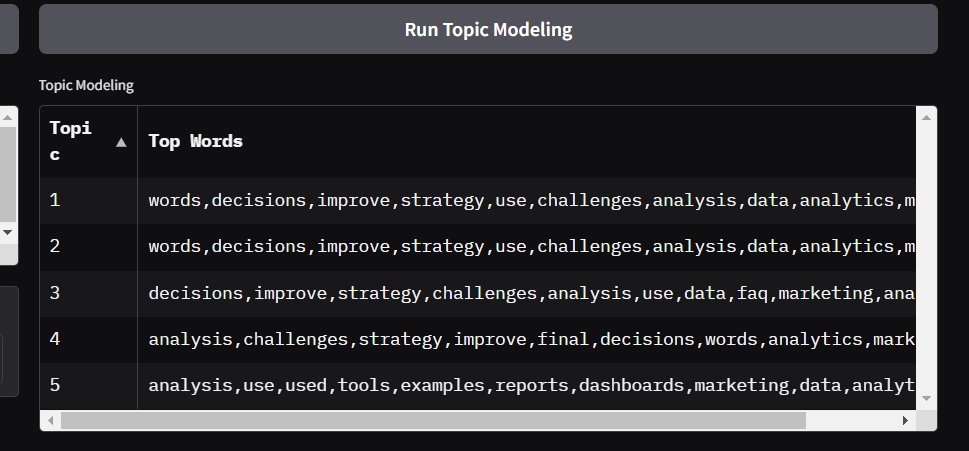 Run Topic Modeling
Topic Modeling
Topi
c
Top Words
1 words,decisions,improve,strategy,use,challenges,analysis,data,analytics,m
2 words,decisions,improve,strategy,use,challenges,analysis,data,analytics,m
3 decisions,improve,strategy,challenges,analysis,use,data,faq,marketing,ana
4 analysis,challenges,strategy,improve,final,decisions,words,analytics,mark
5 analysis,use,used,tools,examples,reports,dashboards,marketing,data,analyt